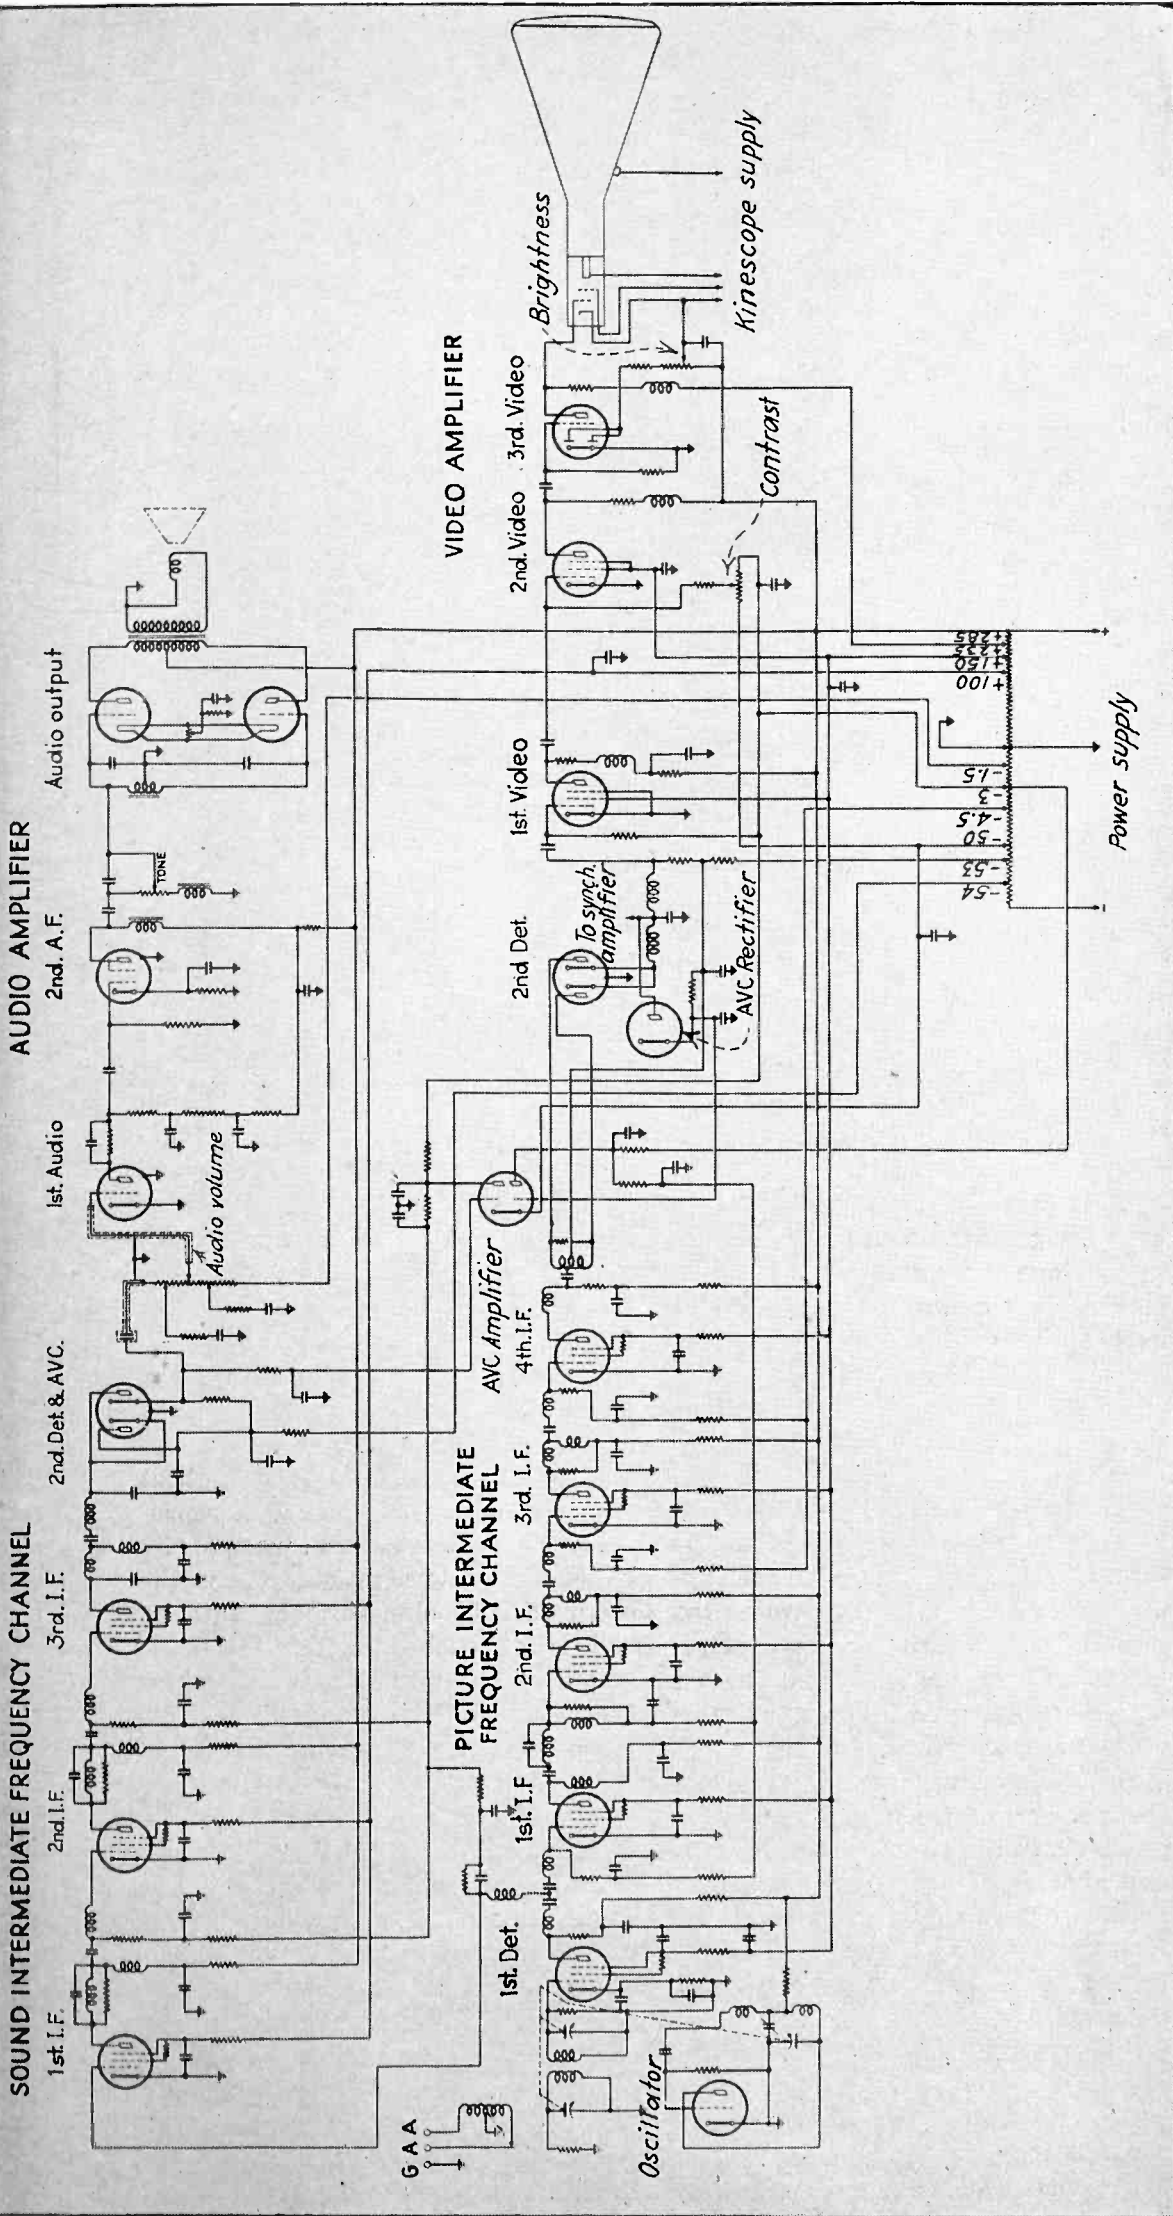 SOUND INTERMEDIATE FREQUENCY CHANNEL
1st. I.F.
2nd. I.F.
3rd. I.F.
2nd. Det. & AVC.
AUDIO AMPLIFIER
1st. Audio
2nd. A.F.
Audio output
Audio volume
TONE
G A A
PICTURE INTERMEDIATE
FREQUENCY CHANNEL
1st. Det.
1st. I.F
2nd. I.F.
3rd. I.F.
4th. I.F.
AVC Amplifier
2nd Det.
To synch.
amplifier
AVC Rectifier
Oscillator
VIDEO AMPLIFIER
1st. Video
2nd. Video
3rd. Video
Brightness
Contrast
Kinescope supply
+285
+235
+150
+100
-1.5
-3
-4.5
-50
-53
-54
-
+
Power supply